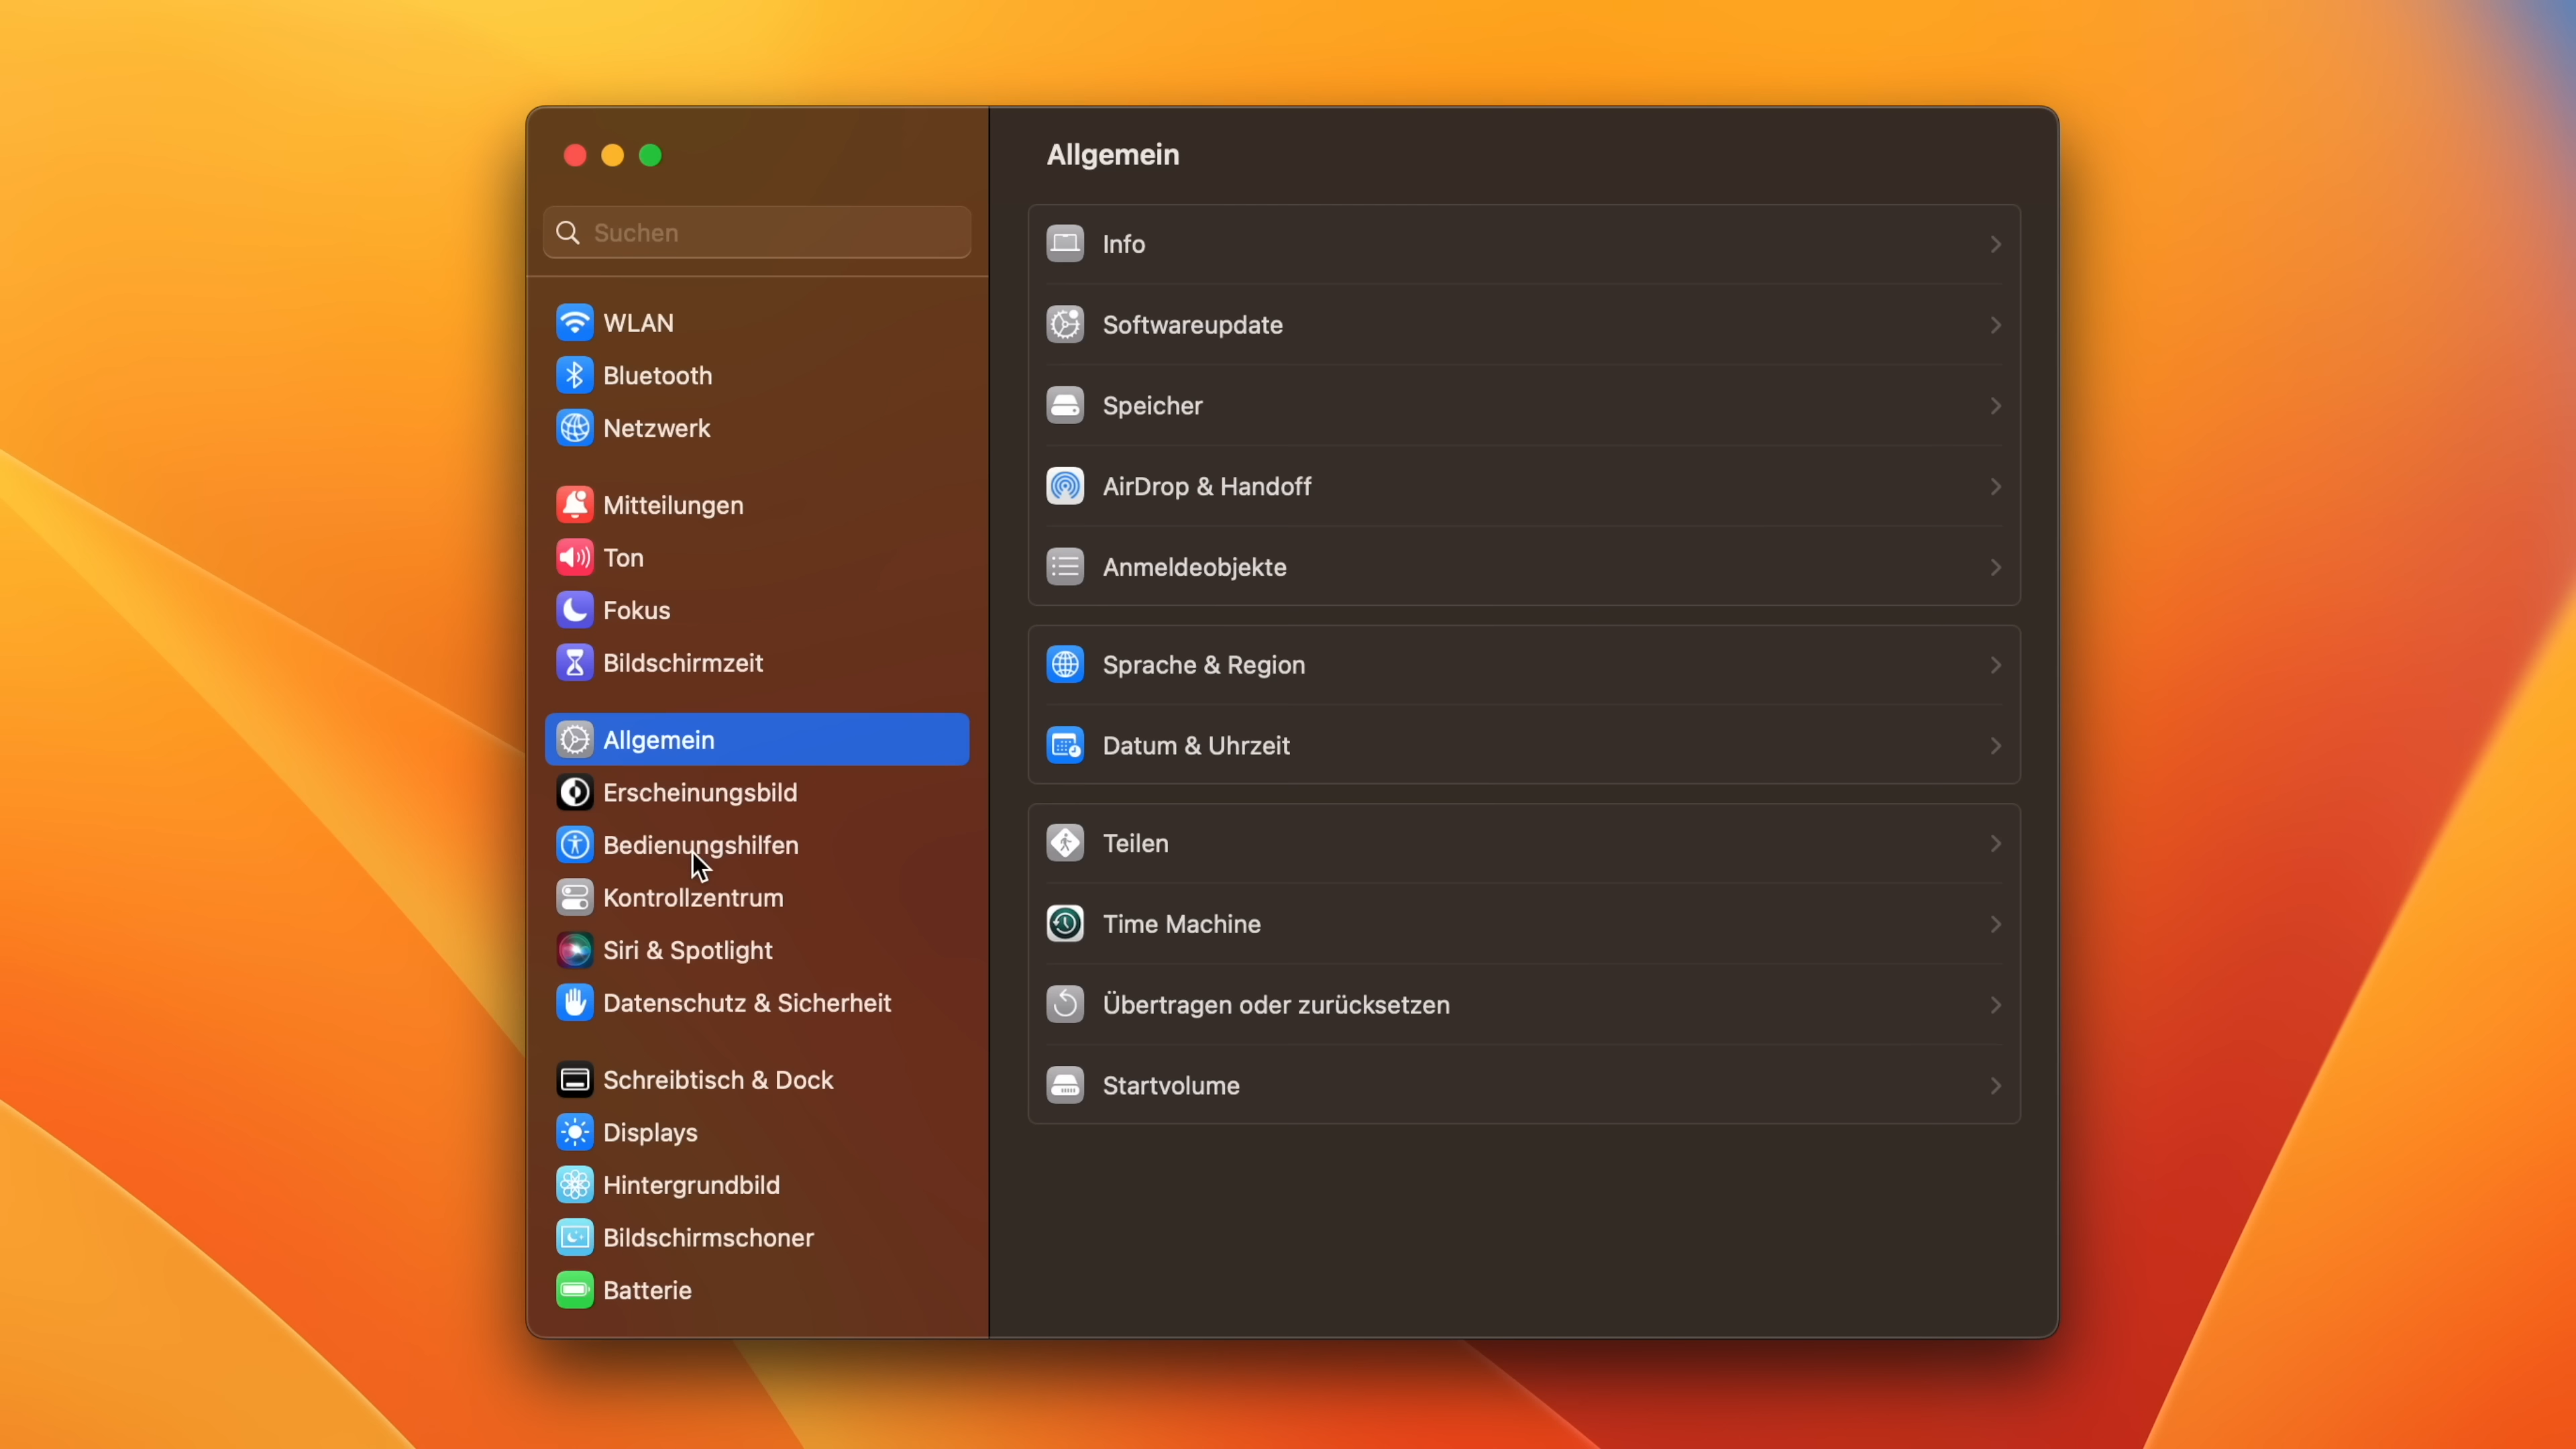 Suchen
WLAN
Bluetooth
Netzwerk
Mitteilungen
Ton
Fokus
Bildschirmzeit
Allgemein
Erscheinungsbild
Bedienungshilfen
Kontrollzentrum
Siri & Spotlight
Datenschutz & Sicherheit
Schreibtisch & Dock
Displays
Hintergrundbild
Bildschirmschoner
Batterie
Allgemein
Info
Softwareupdate
Speicher
AirDrop & Handoff
Anmeldeobjekte
Sprache & Region
Datum & Uhrzeit
Teilen
Time Machine
Übertragen oder zurücksetzen
Startvolume